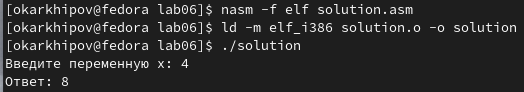 [okarkhipov@fedora lab06]$ nasm -f elf solution.asm
[okarkhipov@fedora lab06]$ ld -m elf_i386 solution.o -o solution
[okarkhipov@fedora lab06]$ ./solution
Введите переменную x: 4
Ответ: 8